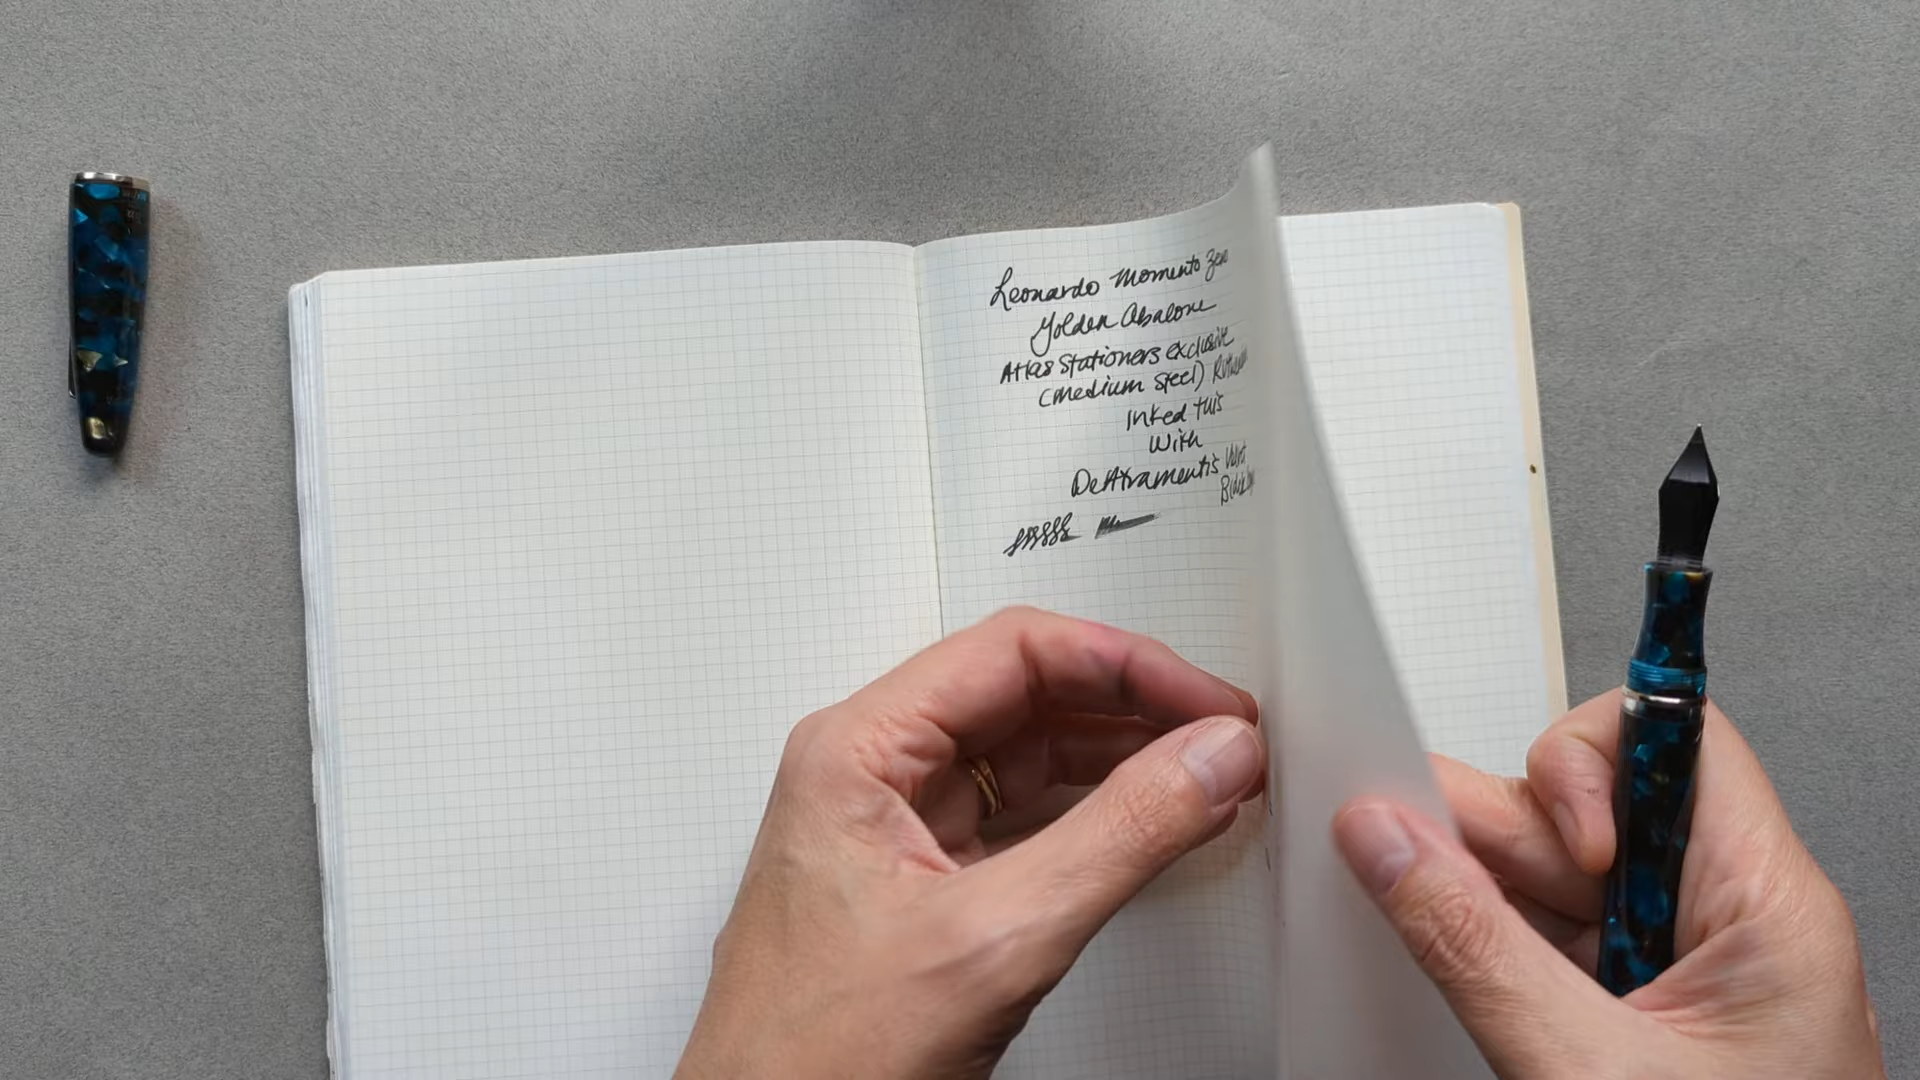 Leonardo Momento Zen
Golden Abalone
Atlas Stationers exclusive
(medium steel)
Inked this
with
DeAtramentis